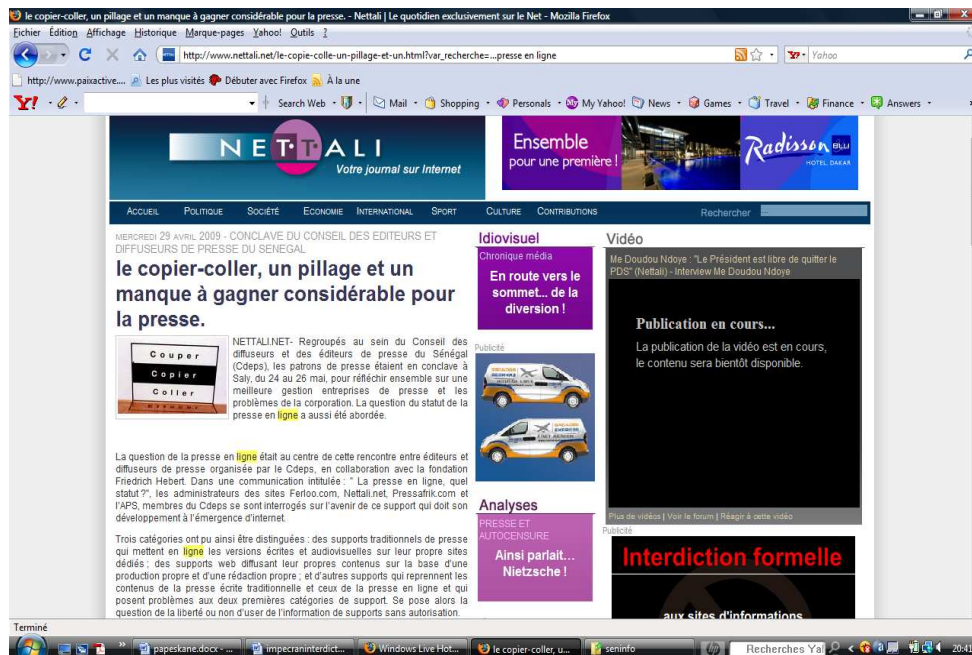 le copier-coller, un pillage et un manque à gagner considérable pour la presse. - Nettali | Le quotidien exclusivement sur le Net - Mozilla Firefox
Fichier Édition Affichage Historique Marque-pages Yahoo! Outils ?
http://www.nettali.net/le-copie-colle-un-pillage-et-un.html?var_recherche=...presse en ligne
Yahoo
http://www.paixactive.... Les plus visités Débuter avec Firefox À la une
Y! Search Web Mail Shopping Personals My Yahoo! News Games Travel Finance Answers
NETTALI
Votre journal sur Internet
Ensemble
pour une première !
Radisson BLU
HOTEL, DAKAR
ACCUEIL POLITIQUE SOCIÉTÉ ECONOMIE INTERNATIONAL SPORT CULTURE CONTRIBUTIONS Rechercher ...
MERCREDI 29 AVRIL 2009 - CONCLAVE DU CONSEIL DES EDITEURS ET
DIFFUSEURS DE PRESSE DU SENEGAL
le copier-coller, un pillage et un
manque à gagner considérable pour
la presse.
Couper
Copier
Coller
NETTALI.NET- Regroupés au sein du Conseil des
diffuseurs et des éditeurs de presse du Sénégal
(Cdeps), les patrons de presse étaient en conclave à
Saly, du 24 au 26 mai, pour réfléchir ensemble sur une
meilleure gestion entreprises de presse et les
problèmes de la corporation. La question du statut de la
presse en ligne a aussi été abordée.
La question de la presse en ligne était au centre de cette rencontre entre éditeurs et
diffuseurs de presse organisée par le Cdeps, en collaboration avec la fondation
Friedrich Hebert. Dans une communication intitulée : " La presse en ligne, quel
statut ?", les administrateurs des sites Ferloo.com, Nettali.net, Pressafrik.com et
l'APS, membres du Cdeps se sont interrogés sur l'avenir de ce support qui doit son
développement à l'émergence d'internet.
Trois catégories ont pu ainsi être distinguées : des supports traditionnels de presse
qui mettent en ligne les versions écrites et audiovisuelles sur leur propre sites
dédiés ; des supports web diffusant leur propres contenus sur la base d'une
production propre et d'une rédaction propre ; et d'autres supports qui reprennent les
contenus de la presse écrite traditionnelle et ceux de la presse en ligne et qui
posent problèmes aux deux premières catégories de support. Se pose alors la
question de la liberté ou non d'user de l'information de supports sans autorisation.
Idiovisuel
Chronique média
En route vers le
sommet... de la
diversion !
Publicité
Analyses
PRESSE ET
AUTOCENSURE
Ainsi parlait...
Nietzsche !
Vidéo
Me Doudou Ndoye : "Le Président est libre de quitter le
PDS" (Nettali) - Interview Me Doudou Ndoye
Publication en cours...
La publication de la vidéo est en cours,
le contenu sera bientôt disponible.
Plus de vidéos | Voir le forum | Réagir à cette vidéo
Publicité
Interdiction formelle
aux sites d'informations
Terminé
papeskane.docx - ... impecraninterdict... Windows Live Hot... le copier-coller, u... seninfo hp Recherches Yal 20:41